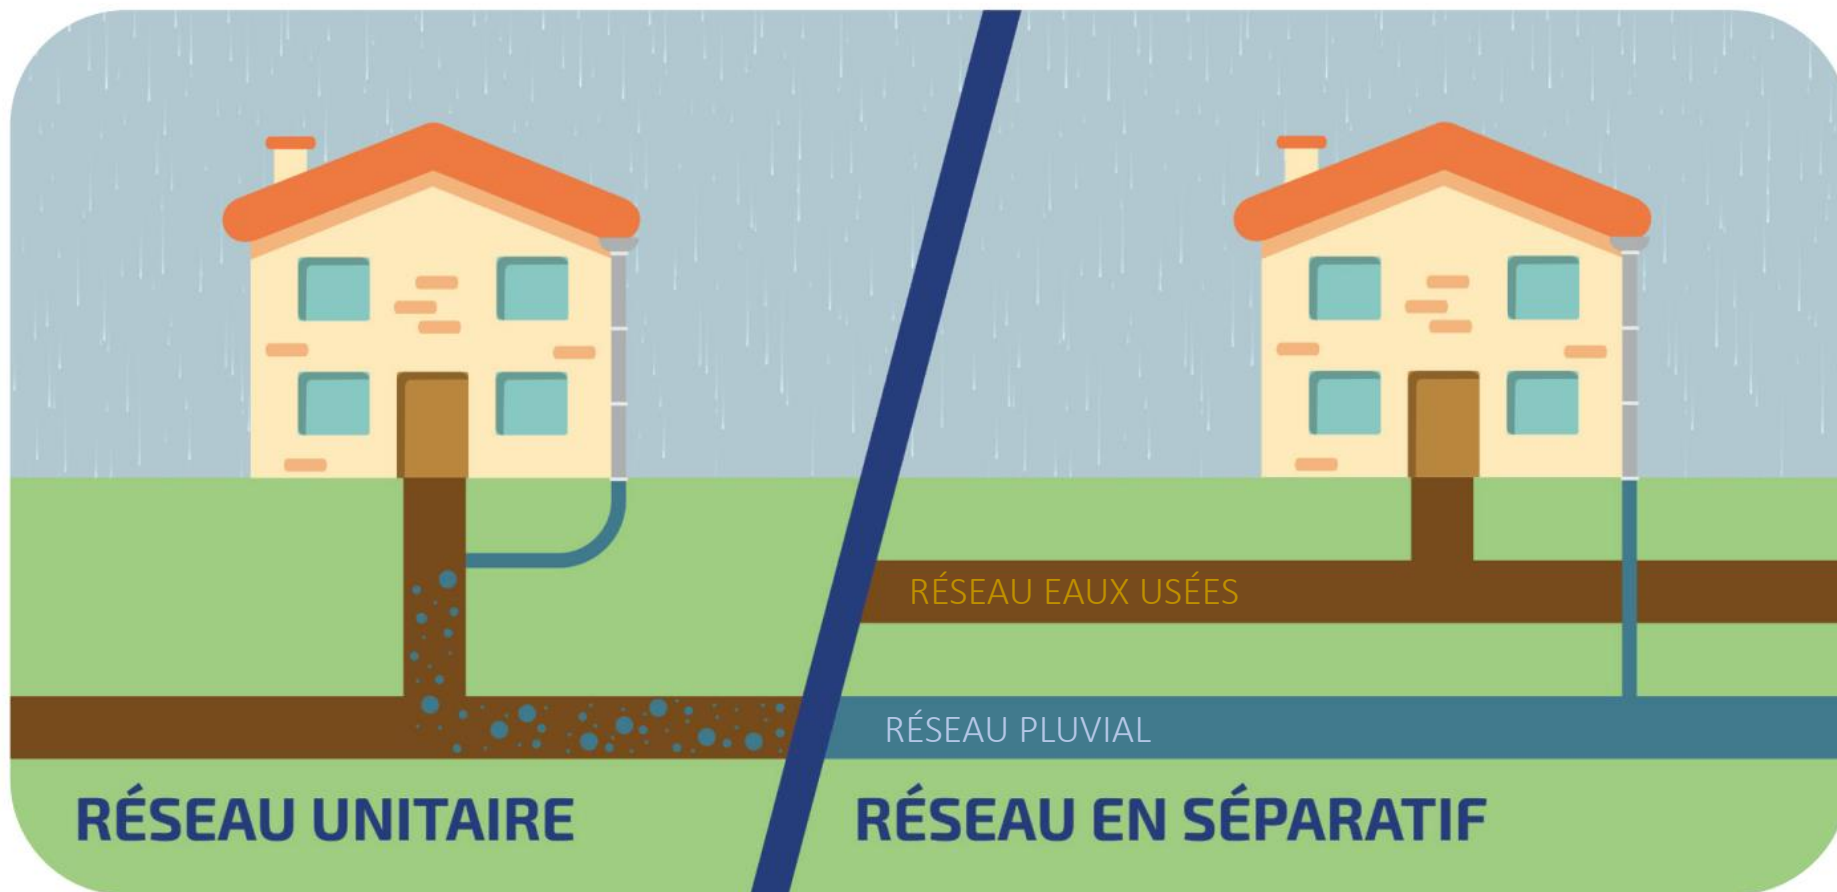 RÉSEAU EAUX USÉES
RÉSEAU PLUVIAL
RÉSEAU UNITAIRE
RÉSEAU EN SÉPARATIF